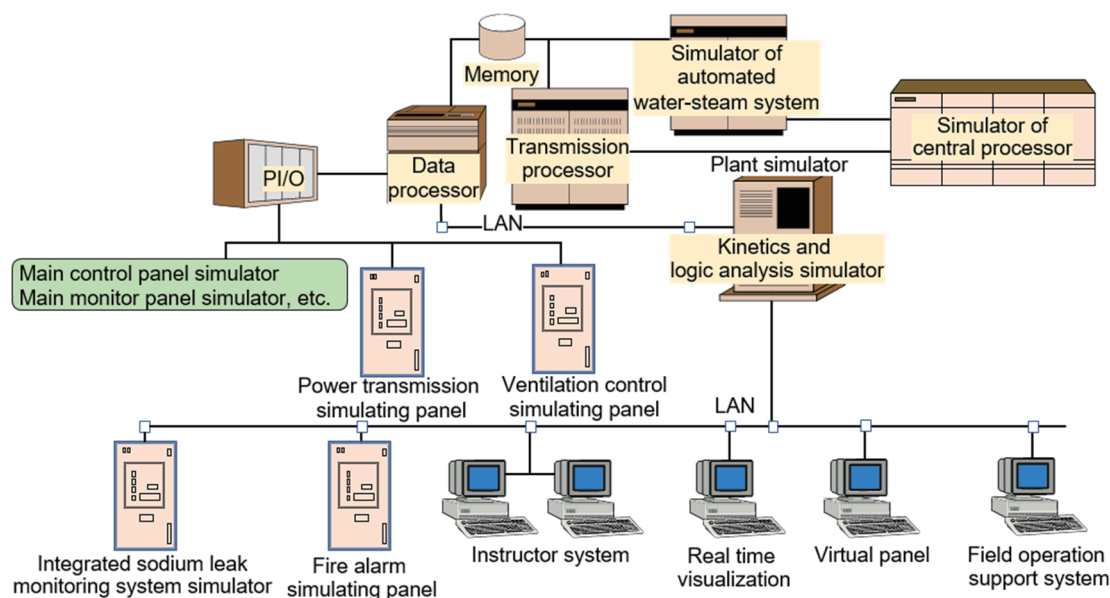 Memory
Simulator of
automated
water-steam system
Simulator of
central processor
Transmission
processor
Data
processor
PI/O
Plant simulator
LAN
Kinetics and
logic analysis simulator
Main control panel simulator
Main monitor panel simulator, etc.
Power transmission
simulating panel
Ventilation control
simulating panel
LAN
Integrated sodium leak
monitoring system simulator
Fire alarm
simulating panel
Instructor system
Real time
visualization
Virtual panel
Field operation
support system